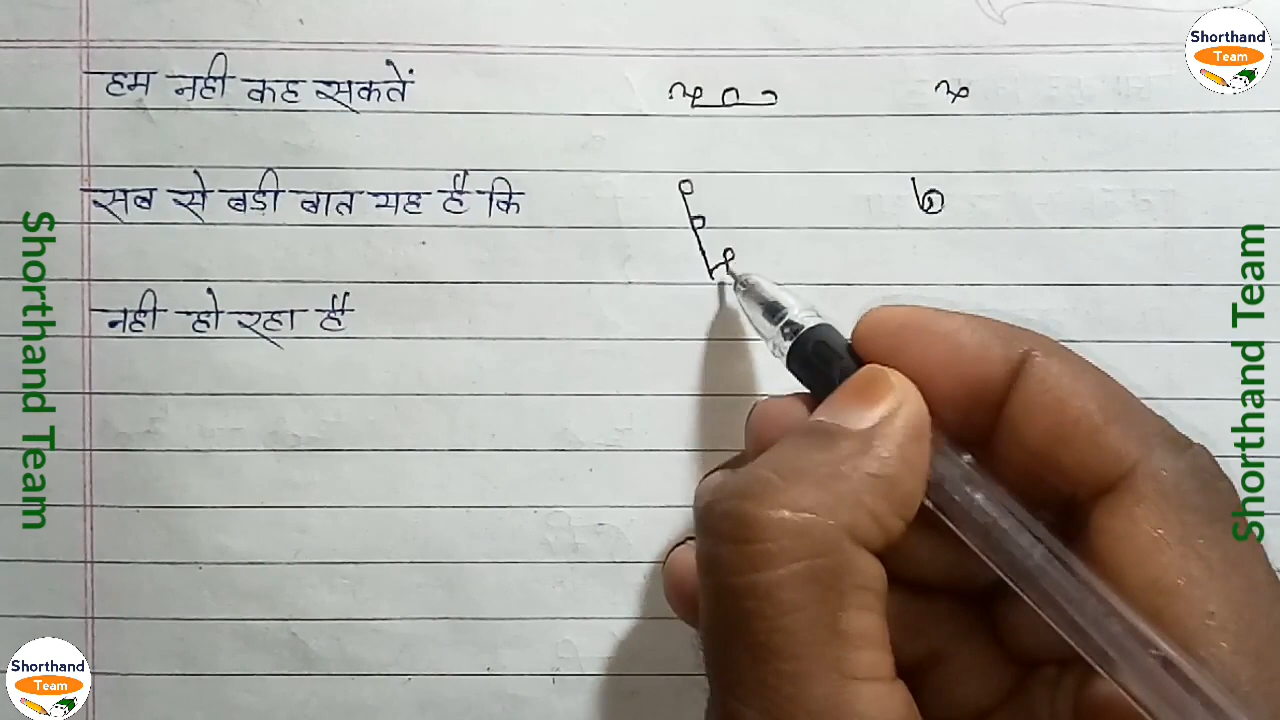 Shorthand
Team
हम नही कह सकतें
सब से बड़ी बात यह है कि
नही हो रहा है
Shorthand Team
Shorthand Team
Shorthand
Team